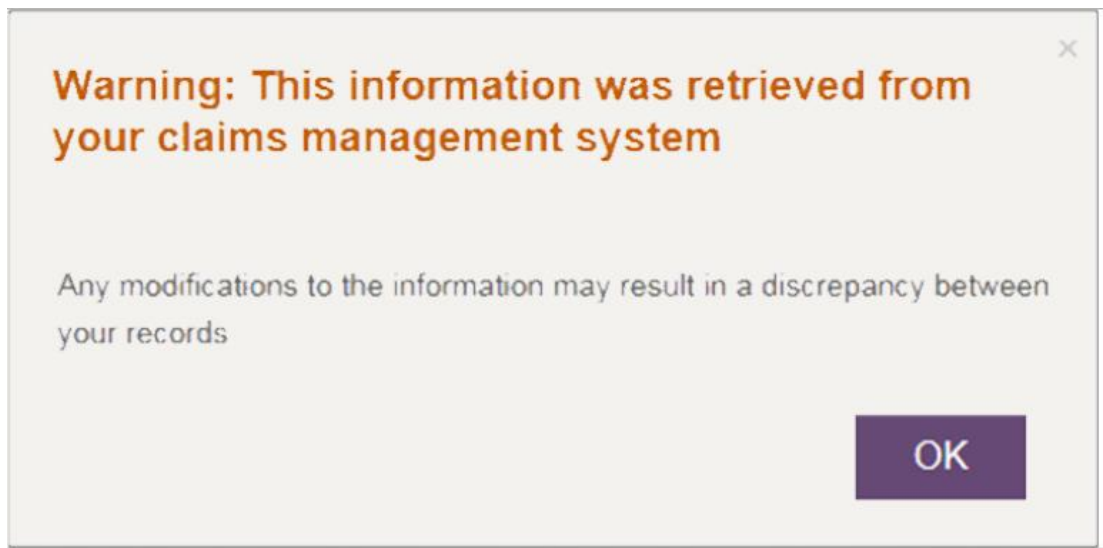 Warning: This information was retrieved from
your claims management system
Any modifications to the information may result in a discrepancy between
your records
OK